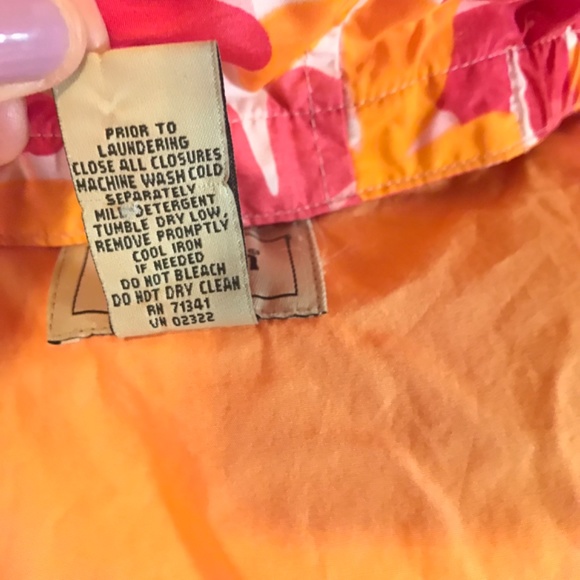 PRIOR TO
LAUNDERING
CLOSE ALL CLOSURES
MACHINE WASH COLD
SEPARATELY
MILD DETERGENT
TUMBLE DRY LOW,
REMOVE PROMPTLY
COOL IRON
IF NEEDED
DO NOT BLEACH
DO NOT DRY CLEAN
RN 71341
VN 02322